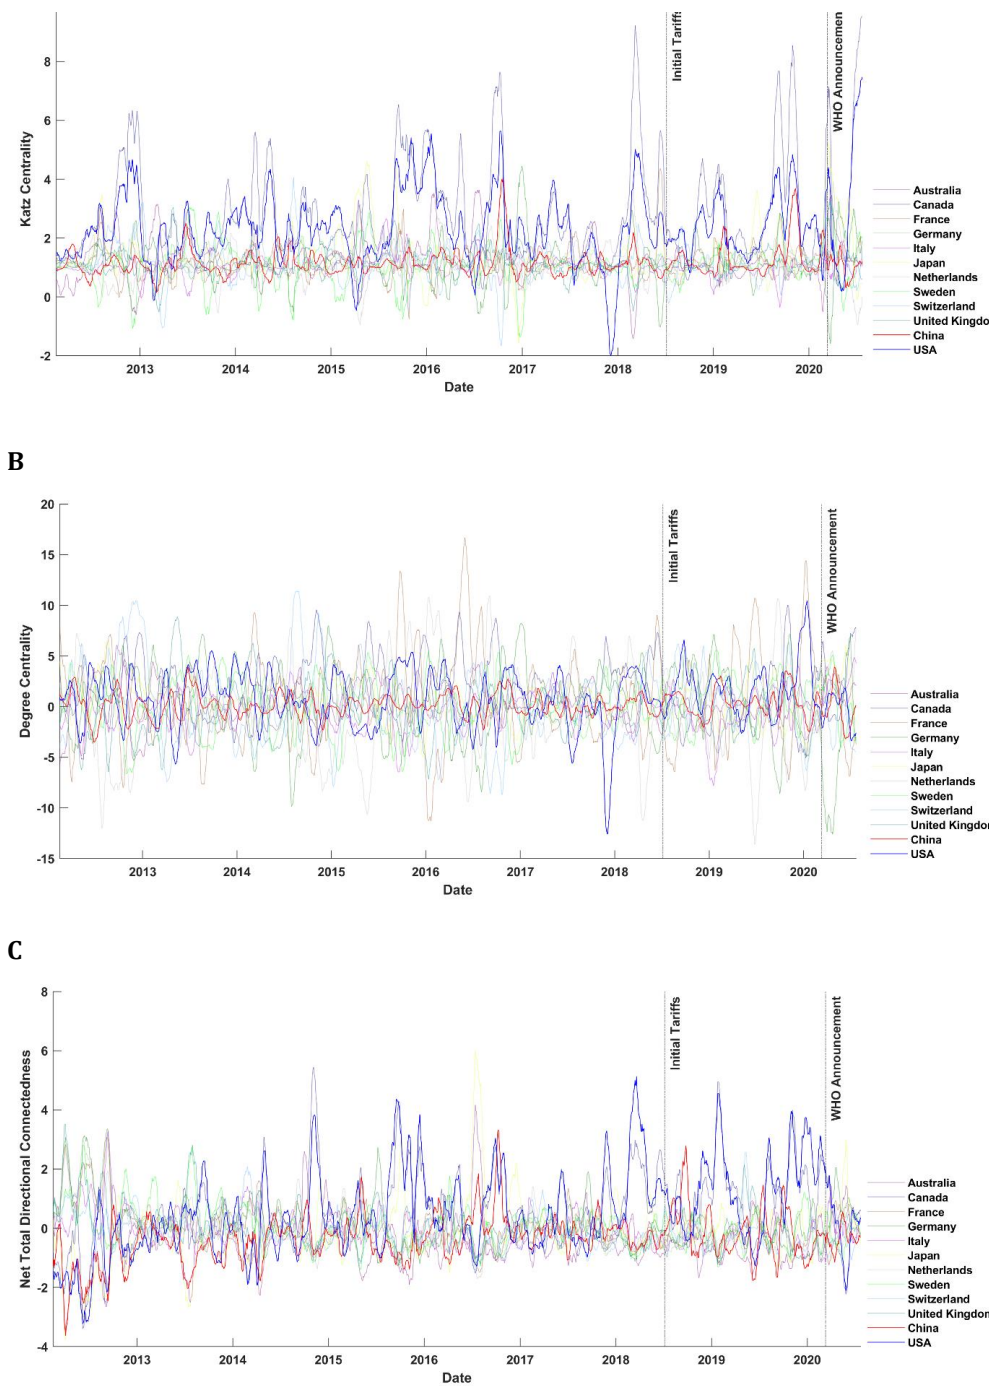 8
6
4
2
0
-2
Katz Centrality
2013 2014 2015 2016 2017 2018 2019 2020
Date
Initial Tariffs
WHO Announcemen
Australia
Canada
France
Germany
Italy
Japan
Netherlands
Sweden
Switzerland
United Kingdo
China
USA
B
20
15
10
5
0
-5
-10
-15
Degree Centrality
2013 2014 2015 2016 2017 2018 2019 2020
Date
Initial Tariffs
WHO Announcement
Australia
Canada
France
Germany
Italy
Japan
Netherlands
Sweden
Switzerland
United Kingdon
China
USA
C
8
6
4
2
0
-2
-4
Net Total Directional Connectedness
2013 2014 2015 2016 2017 2018 2019 2020
Date
Initial Tariffs
WHO Announcement
Australia
Canada
France
Germany
Italy
Japan
Netherlands
Sweden
Switzerland
United Kingdom
China
USA